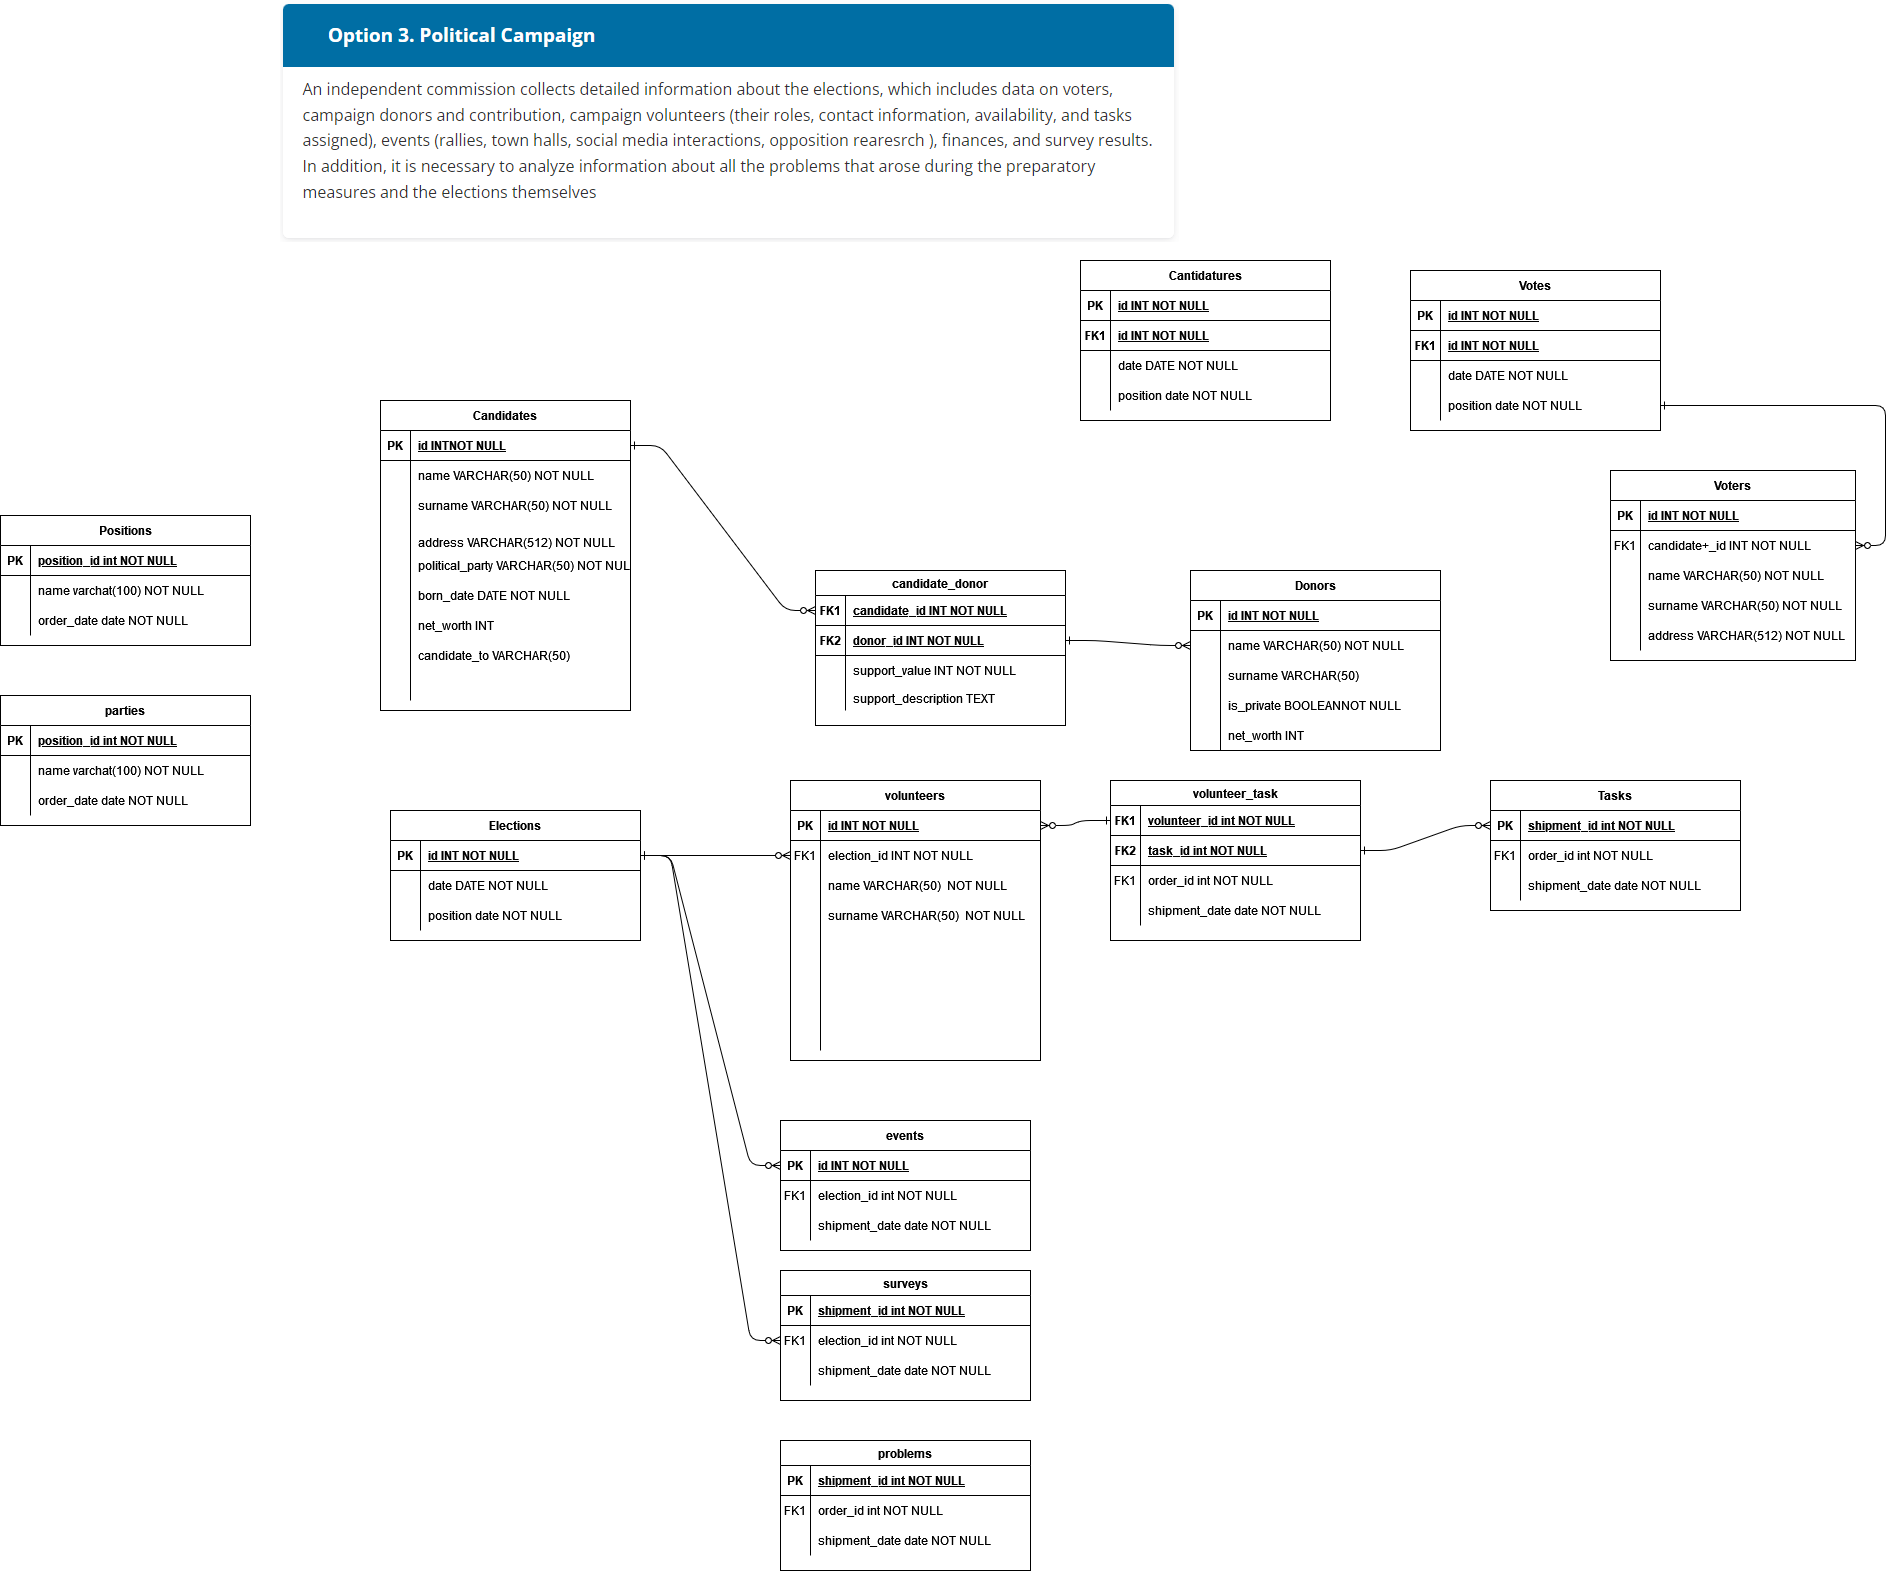 Option 3. Political Campaign
An independent commission collects detailed information about the elections, which includes data on voters,
campaign donors and contribution, campaign volunteers (their roles, contact information, availability, and tasks
assigned), events (rallies, town halls, social media interactions, opposition rearesrch ), finances, and survey results.
In addition, it is necessary to analyze information about all the problems that arose during the preparatory
measures and the elections themselves
Cantidatures
PK id INT NOT NULL
FK1 id INT NOT NULL
date DATE NOT NULL
position date NOT NULL
Votes
PK id INT NOT NULL
FK1 id INT NOT NULL
date DATE NOT NULL
position date NOT NULL
Candidates
PK id INTNOT NULL
name VARCHAR(50) NOT NULL
surname VARCHAR(50) NOT NULL
address VARCHAR(512) NOT NULL
political_party VARCHAR(50) NOT NUL
born_date DATE NOT NULL
net_worth INT
candidate_to VARCHAR(50)
Voters
PK id INT NOT NULL
FK1 candidate+_id INT NOT NULL
name VARCHAR(50) NOT NULL
surname VARCHAR(50) NOT NULL
address VARCHAR(512) NOT NULL
Positions
PK position_id int NOT NULL
name varchat(100) NOT NULL
order_date date NOT NULL
candidate_donor
FK1 candidate_id INT NOT NULL
FK2 donor_id INT NOT NULL
support_value INT NOT NULL
support_description TEXT
Donors
PK id INT NOT NULL
name VARCHAR(50) NOT NULL
surname VARCHAR(50)
is_private BOOLEANNOT NULL
net_worth INT
parties
PK position_id int NOT NULL
name varchat(100) NOT NULL
order_date date NOT NULL
Elections
PK id INT NOT NULL
date DATE NOT NULL
position date NOT NULL
volunteers
PK id INT NOT NULL
FK1 election_id INT NOT NULL
name VARCHAR(50) NOT NULL
surname VARCHAR(50) NOT NULL
volunteer_task
FK1 volunteer_id int NOT NULL
FK2 task_id int NOT NULL
FK1 order_id int NOT NULL
shipment_date date NOT NULL
Tasks
PK shipment_id int NOT NULL
FK1 order_id int NOT NULL
shipment_date date NOT NULL
events
PK id INT NOT NULL
FK1 election_id int NOT NULL
shipment_date date NOT NULL
surveys
PK shipment_id int NOT NULL
FK1 election_id int NOT NULL
shipment_date date NOT NULL
problems
PK shipment_id int NOT NULL
FK1 order_id int NOT NULL
shipment_date date NOT NULL